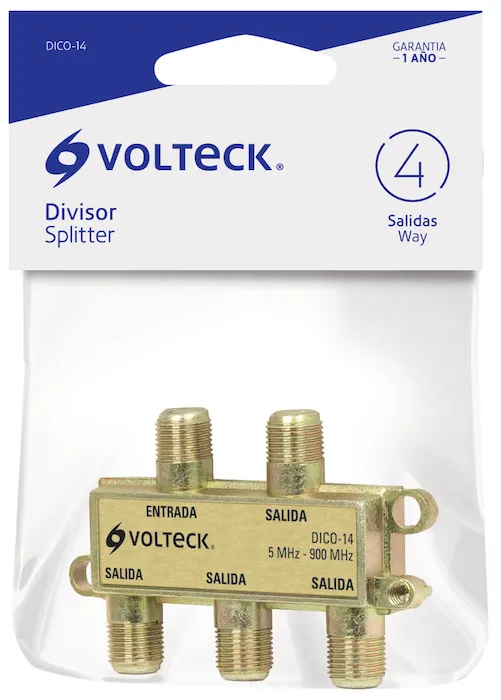 DICO-14
GARANTIA
1 AÑO
VOLTECK®
4
Divisor
Splitter
Salidas
Way
ENTRADA
SALIDA
VOLTECK®
DICO-14
5 MHz - 900 MHz
SALIDA
SALIDA
SALIDA